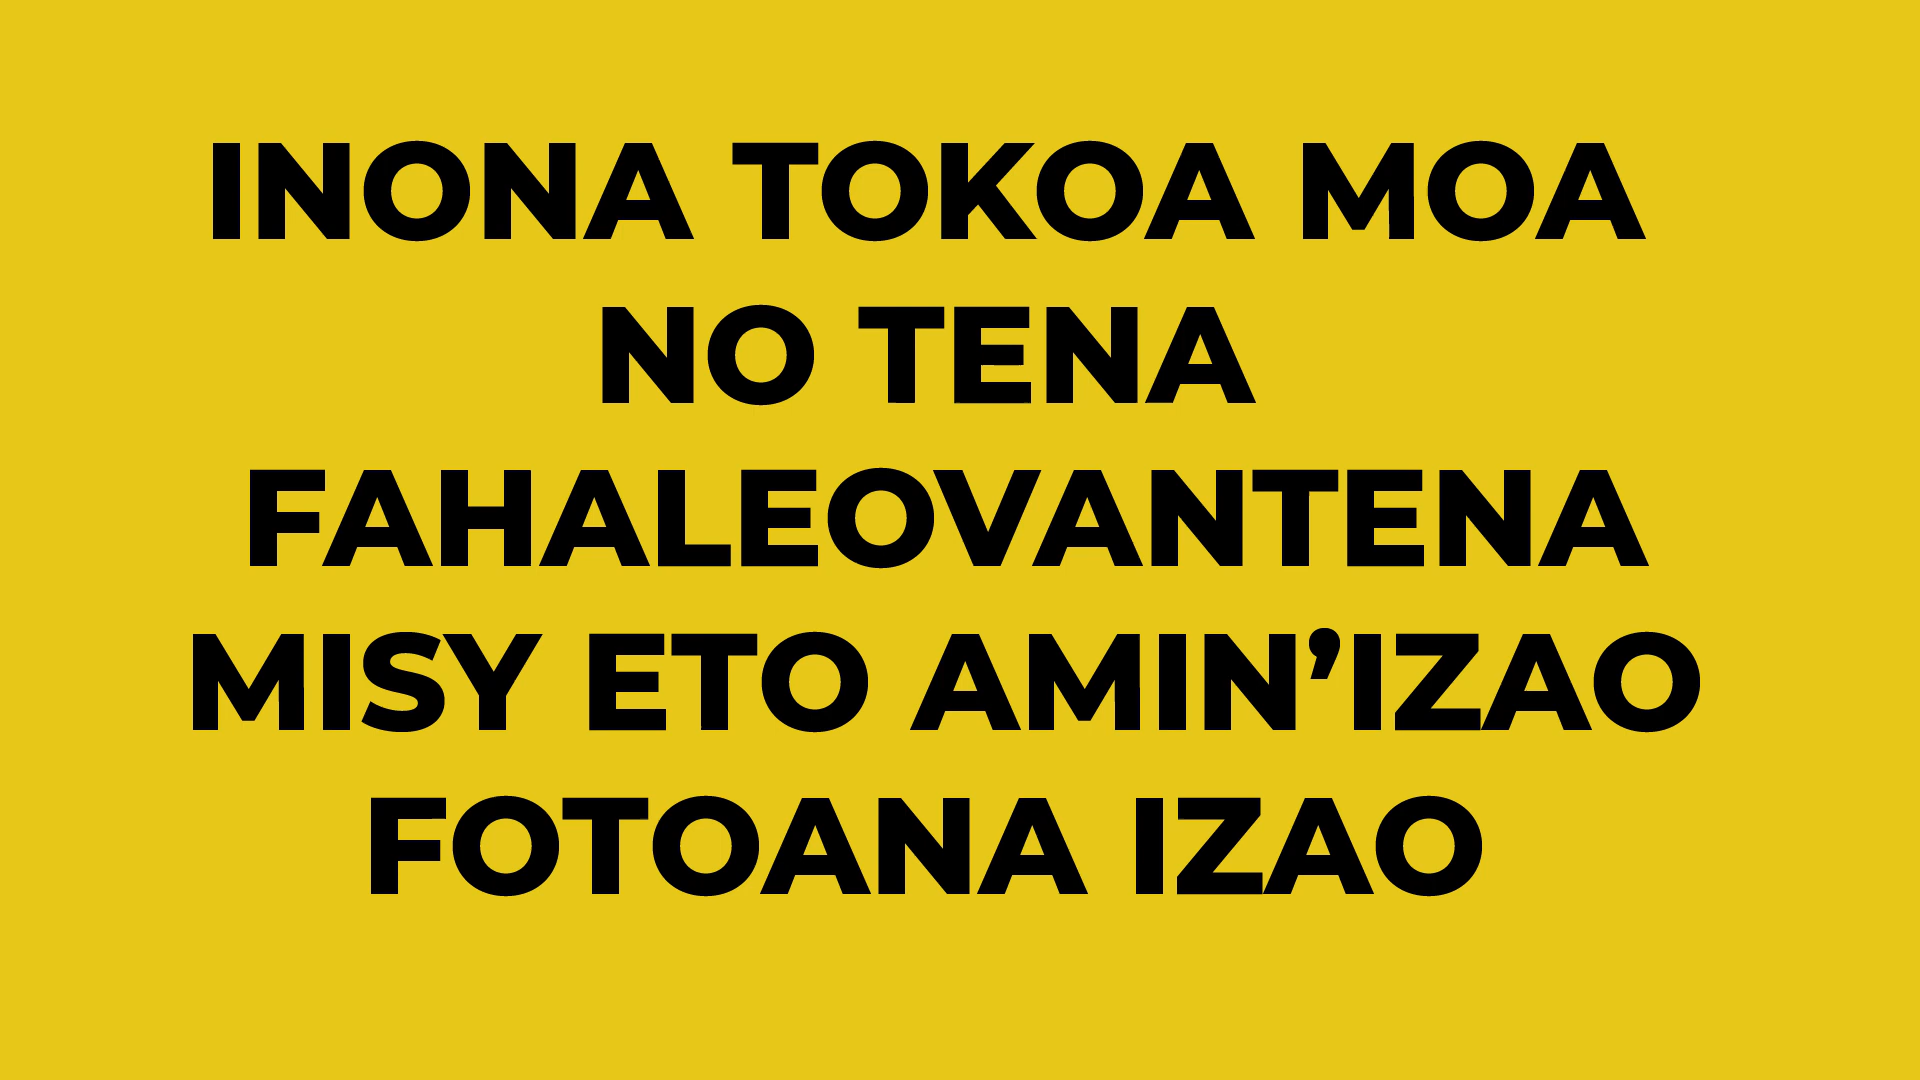 INONA TOKOA MOA
NO TENA
FAHALEOVANTENA
MISY ETO AMIN’IZAO
FOTOANA IZAO